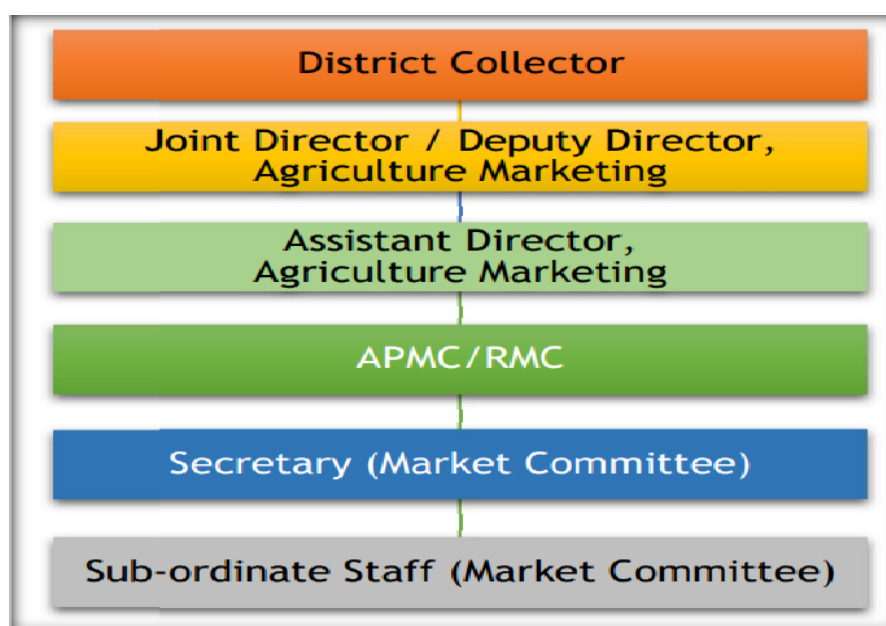 District Collector
Joint Director / Deputy Director,
Agriculture Marketing
Assistant Director,
Agriculture Marketing
APMC/RMC
Secretary (Market Committee)
Sub-ordinate Staff (Market Committee)